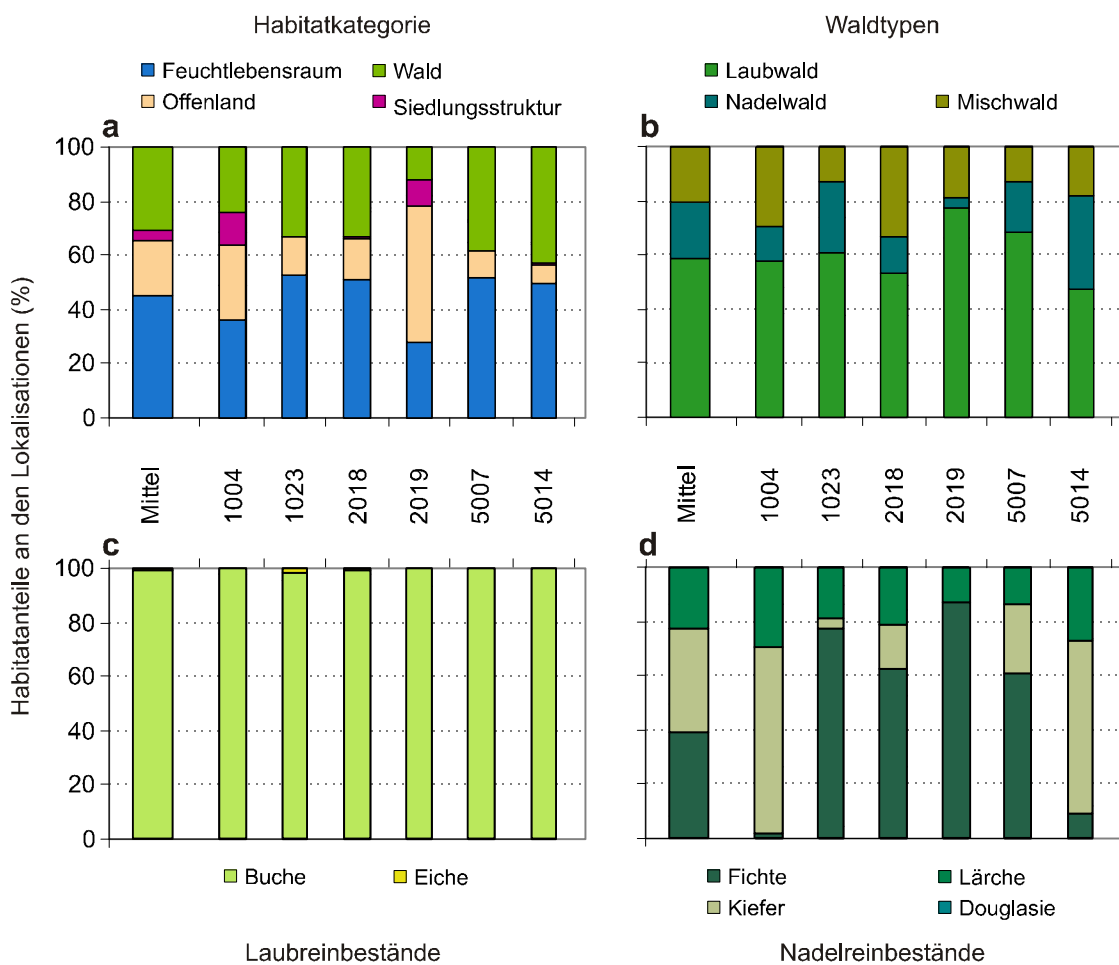 Habitatkategorie
Waldtypen
Feuchtlebensraum
Wald
Offenland
Siedlungsstruktur
Laubwald
Nadelwald
Mischwald
a
b
100
80
60
40
20
0
Habitatanteile an den Lokalisationen (%)
Mittel
1004
1023
2018
2019
5007
5014
Mittel
1004
1023
2018
2019
5007
5014
c
d
100
80
60
40
20
0
Buche
Eiche
Fichte
Lärche
Kiefer
Douglasie
Laubreinbestände
Nadelreinbestände